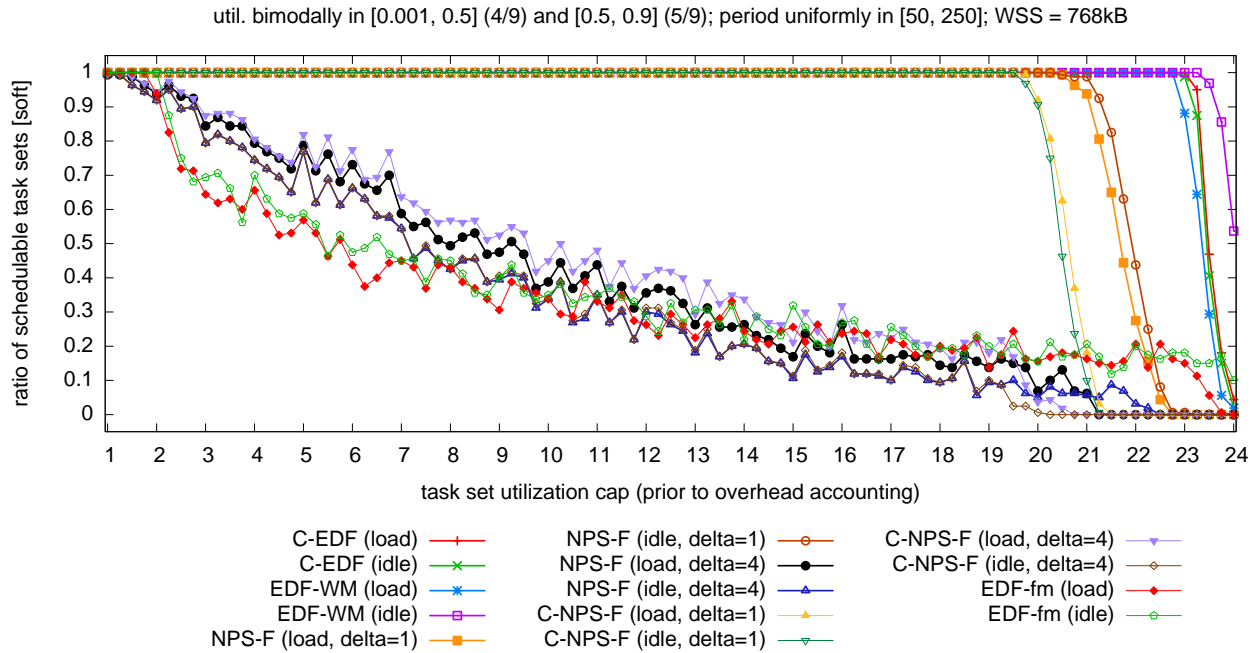 util. bimodally in [0.001, 0.5] (4/9) and [0.5, 0.9] (5/9); period uniformly in [50, 250]; WSS = 768kB
ratio of schedulable task sets [soft]
1
0.9
0.8
0.7
0.6
0.5
0.4
0.3
0.2
0.1
0
1 2 3 4 5 6 7 8 9 10 11 12 13 14 15 16 17 18 19 20 21 22 23 24
task set utilization cap (prior to overhead accounting)
C-EDF (load)
C-EDF (idle)
EDF-WM (load)
EDF-WM (idle)
NPS-F (load, delta=1)
NPS-F (idle, delta=1)
NPS-F (load, delta=4)
NPS-F (idle, delta=4)
C-NPS-F (load, delta=1)
C-NPS-F (idle, delta=1)
C-NPS-F (load, delta=4)
C-NPS-F (idle, delta=4)
EDF-fm (load)
EDF-fm (idle)